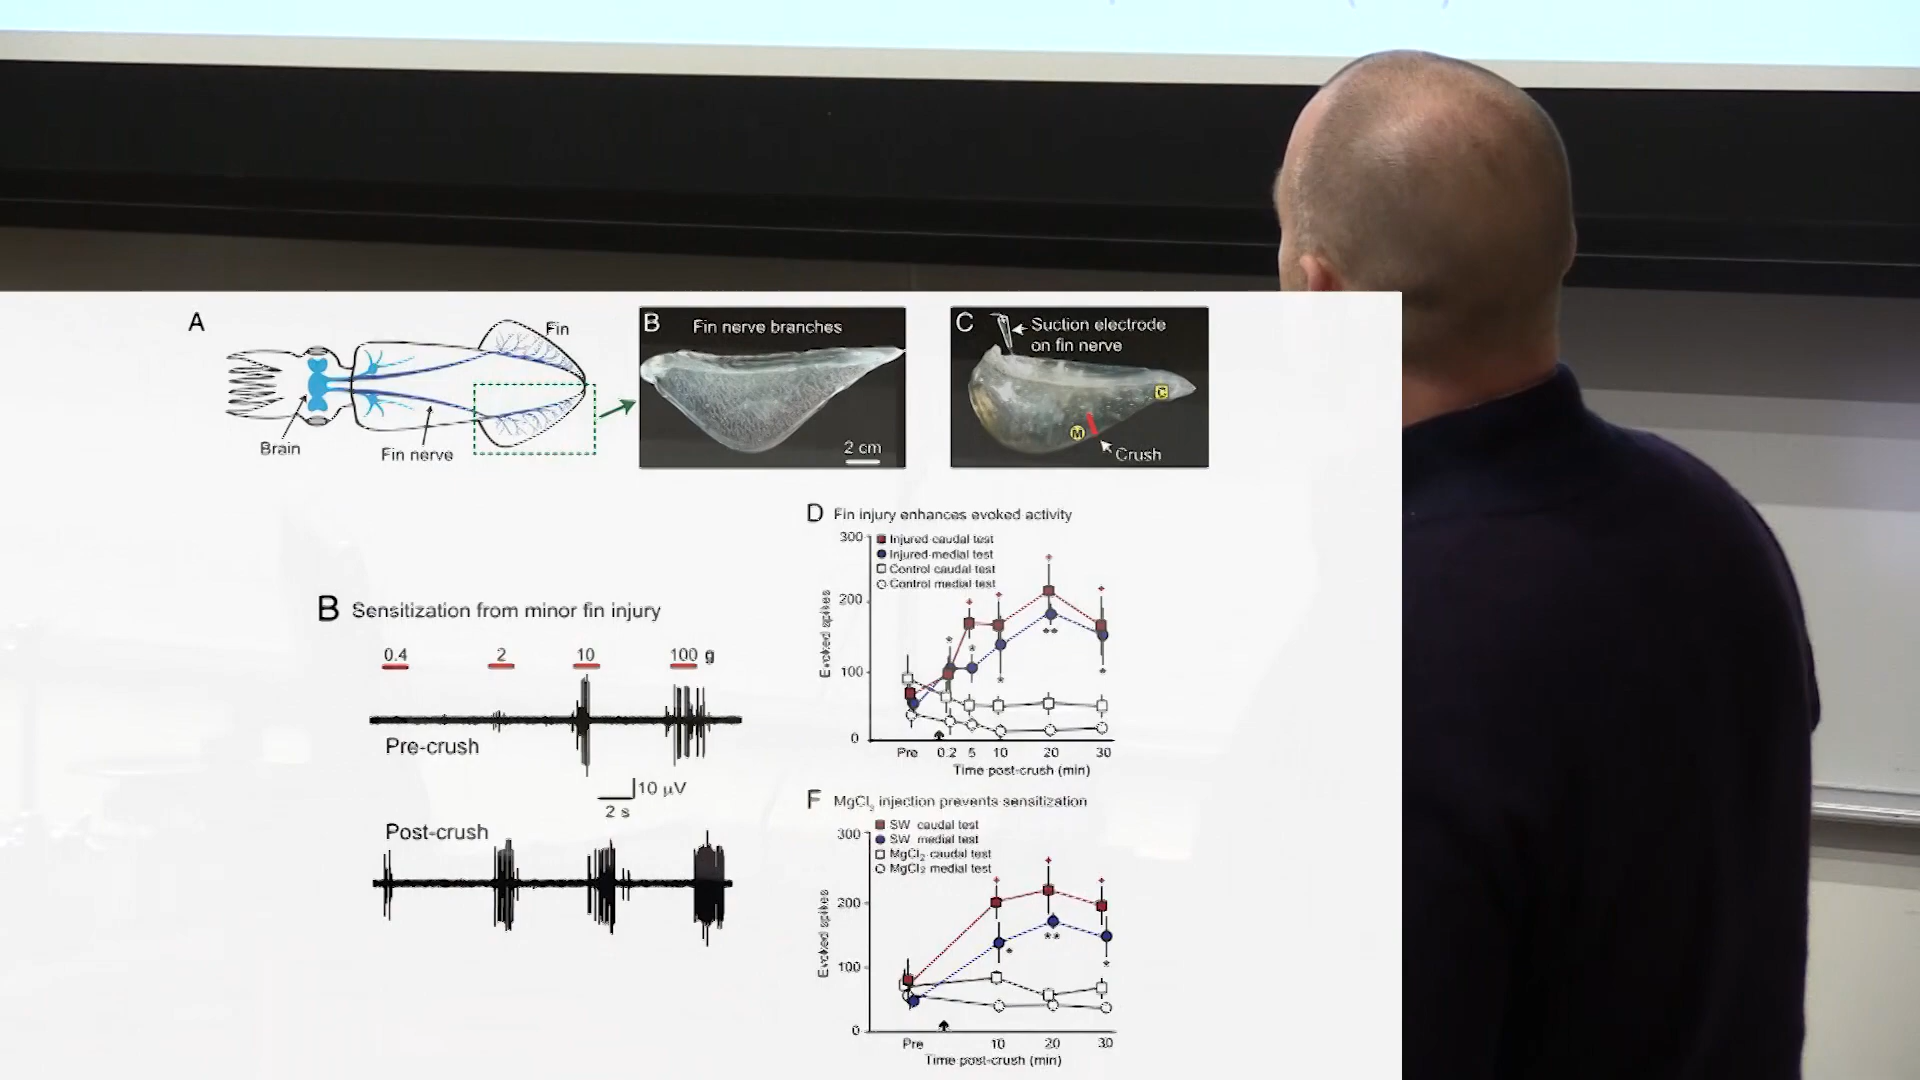 A
Fin
Brain
Fin nerve
B
Fin nerve branches
2 cm
C
Suction electrode
on fin nerve
C
M
Crush
B Sensitization from minor fin injury
0.4 2 10 100 g
Pre-crush
10 µV
2 s
Post-crush
D Fin injury enhances evoked activity
Injured caudal test
Injured medial test
Control caudal test
Control medial test
Evoked spikes
300
200
100
0
+ + + +
* * * ** *
Pre 0.2 5 10 20 30
Time post-crush (min)
F MgCl2 injection prevents sensitization
SW caudal test
SW medial test
MgCl2 caudal test
MgCl2 medial test
Evoked spikes
300
200
100
0
+ + +
* ** *
Pre 10 20 30
Time post-crush (min)